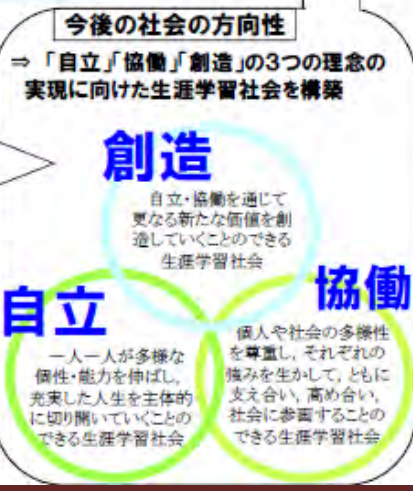 今後の社会の方向性
⇒ 「自立」「協働」「創造」の3つの理念の
実現に向けた生涯学習社会を構築
創造
自立・協働を通じて
更なる新たな価値を創
造していくことのできる
生涯学習社会
自立
一人一人が多様な
個性・能力を伸ばし、
充実した人生を主体的
に切り開いていくことの
できる生涯学習社会
協働
個人や社会の多様性
を尊重し、それぞれの
強みを生かして、ともに
支え合い、高め合い、
社会に参画することの
できる生涯学習社会